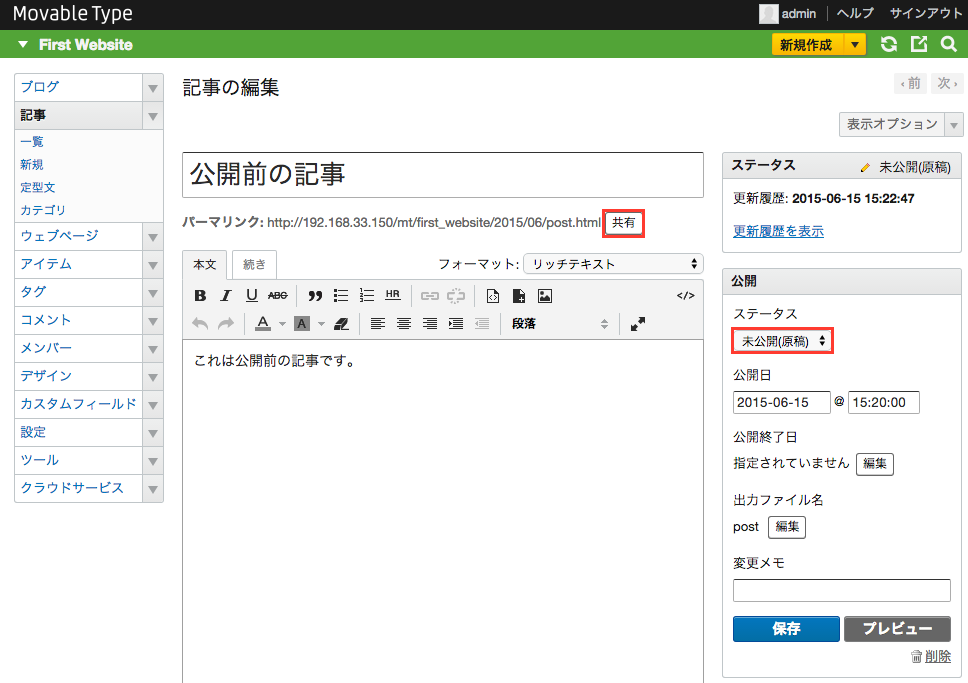 Movable Type
admin
ヘルプ
サインアウト
First Website
新規作成
ブログ
記事
一覧
新規
定型文
カテゴリ
ウェブページ
アイテム
タグ
コメント
メンバー
デザイン
カスタムフィールド
設定
ツール
クラウドサービス
記事の編集
‹前
次›
表示オプション
公開前の記事
パーマリンク: http://192.168.33.150/mt/first_website/2015/06/post.html 共有
本文
続き
フォーマット: リッチテキスト
B I U ABC HR </>
A A 段落
これは公開前の記事です。
ステータス
未公開(原稿)
更新履歴: 2015-06-15 15:22:47
更新履歴を表示
公開
ステータス
未公開(原稿)
公開日
2015-06-15 @ 15:20:00
公開終了日
指定されていません 編集
出力ファイル名
post 編集
変更メモ
保存
プレビュー
削除